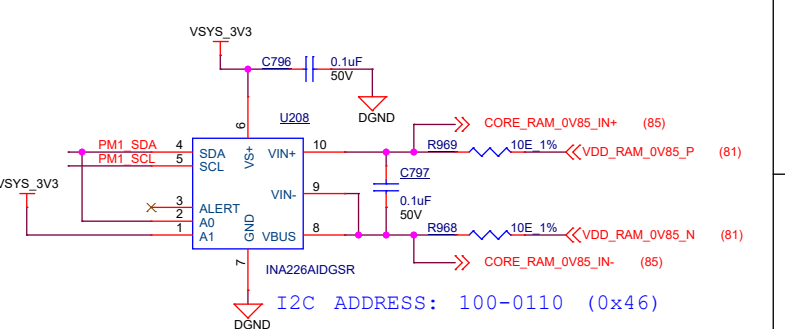 VSYS_3V3
C796 0.1uF
50V
U208
DGND
CORE_RAM_0V85_IN+ (85)
PM1_SDA 4 SDA VS+ 6 VIN+ 10 R969 10E_1% VDD_RAM_0V85_P (81)
PM1_SCL 5 SCL
C797
VSYS_3V3
VIN- 9
0.1uF
50V
3 ALERT
2 A0
1 A1 GND 7 VBUS 8 R968 10E_1% VDD_RAM_0V85_N (81)
INA226AIDGSR
CORE_RAM_0V85_IN- (85)
I2C ADDRESS: 100-0110 (0x46)
DGND